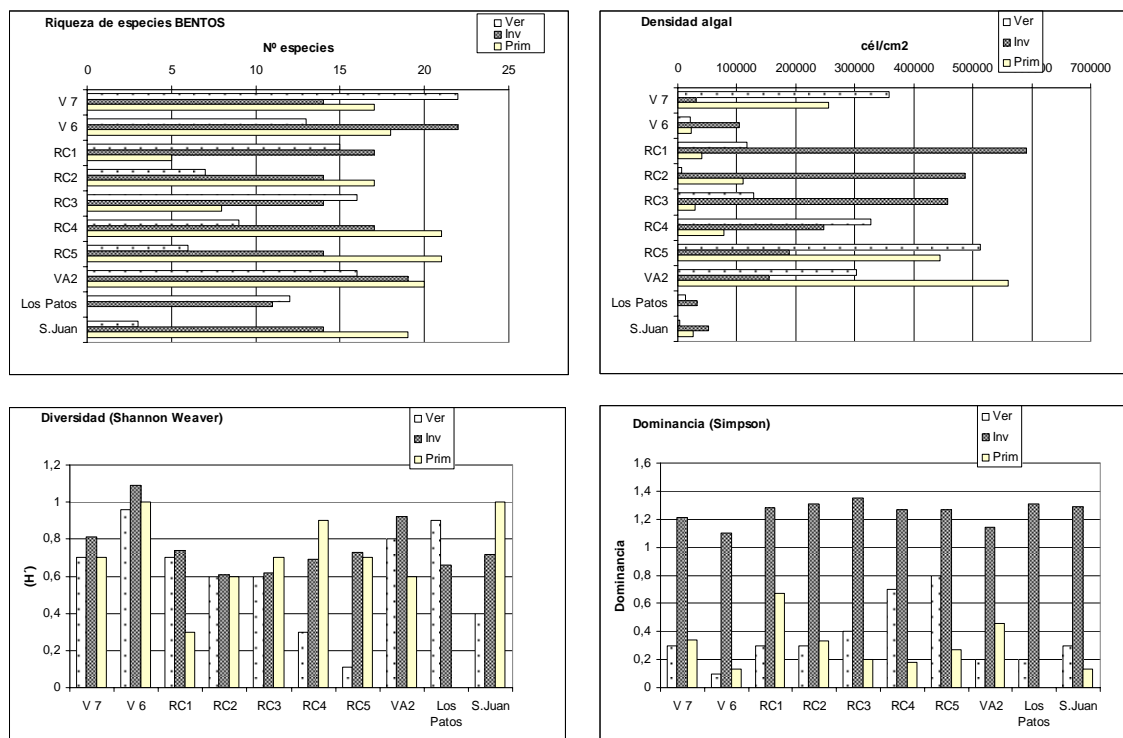 Riqueza de especies BENTOS
Ver
Inv
Prim
Nº especies
0 5 10 15 20 25
V 7
V 6
RC1
RC2
RC3
RC4
RC5
VA2
Los Patos
S.Juan
Densidad algal
Ver
Inv
Prim
cél/cm2
0 100000 200000 300000 400000 500000 700000
V 7
V 6
RC1
RC2
RC3
RC4
RC5
VA2
Los Patos
S.Juan
Diversidad (Shannon Weaver)
Ver
Inv
Prim
(H´)
1,2
1
0,8
0,6
0,4
0,2
0
V 7 V 6 RC1 RC2 RC3 RC4 RC5 VA2 Los Patos S.Juan
Dominancia (Simpson)
Ver
Inv
Prim
Dominancia
1,6
1,4
1,2
1
0,8
0,6
0,4
0,2
0
V 7 V 6 RC1 RC2 RC3 RC4 RC5 VA2 Los Patos S.Juan